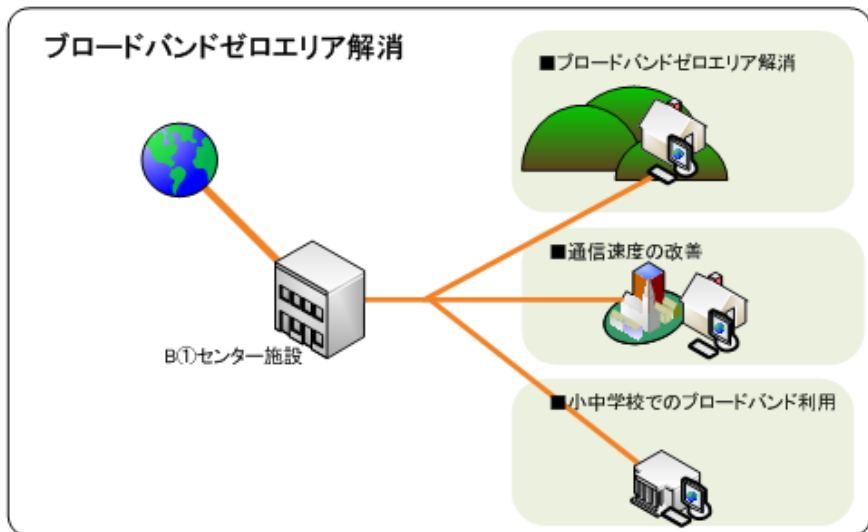 ブロードバンドゼロエリア解消
■ブロードバンドゼロエリア解消
■通信速度の改善
B①センター施設
■小中学校でのブロードバンド利用